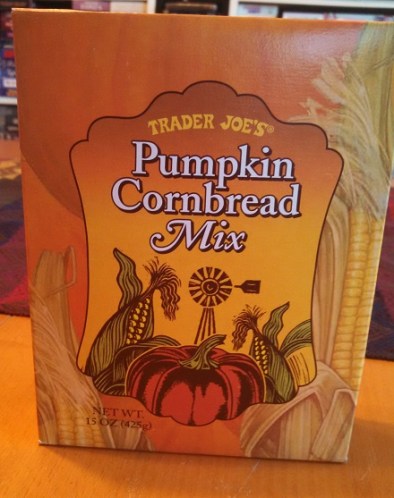 TRADER JOE'S®
Pumpkin
Cornbread
Mix
NET WT.
15 OZ (425g)